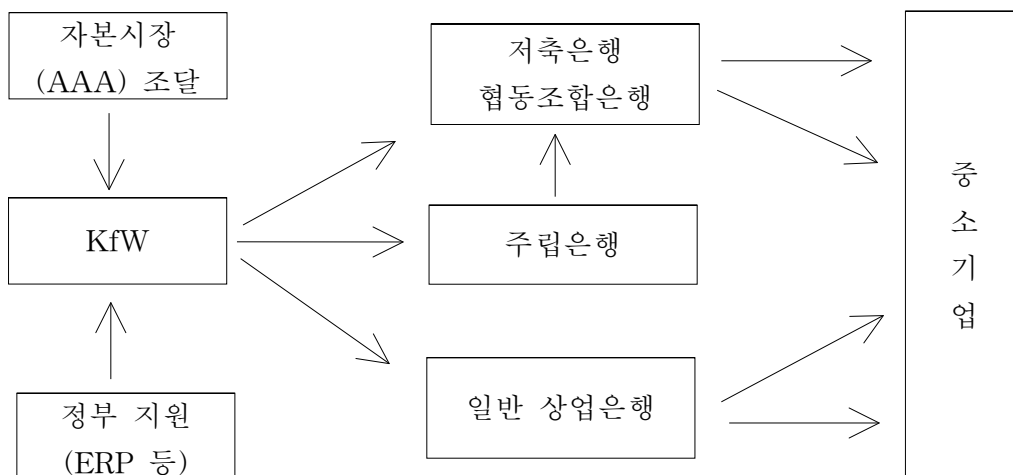 자본시장
(AAA) 조달
저축은행
협동조합은행
KfW
주립은행
중
소
기
업
정부 지원
(ERP 등)
일반 상업은행